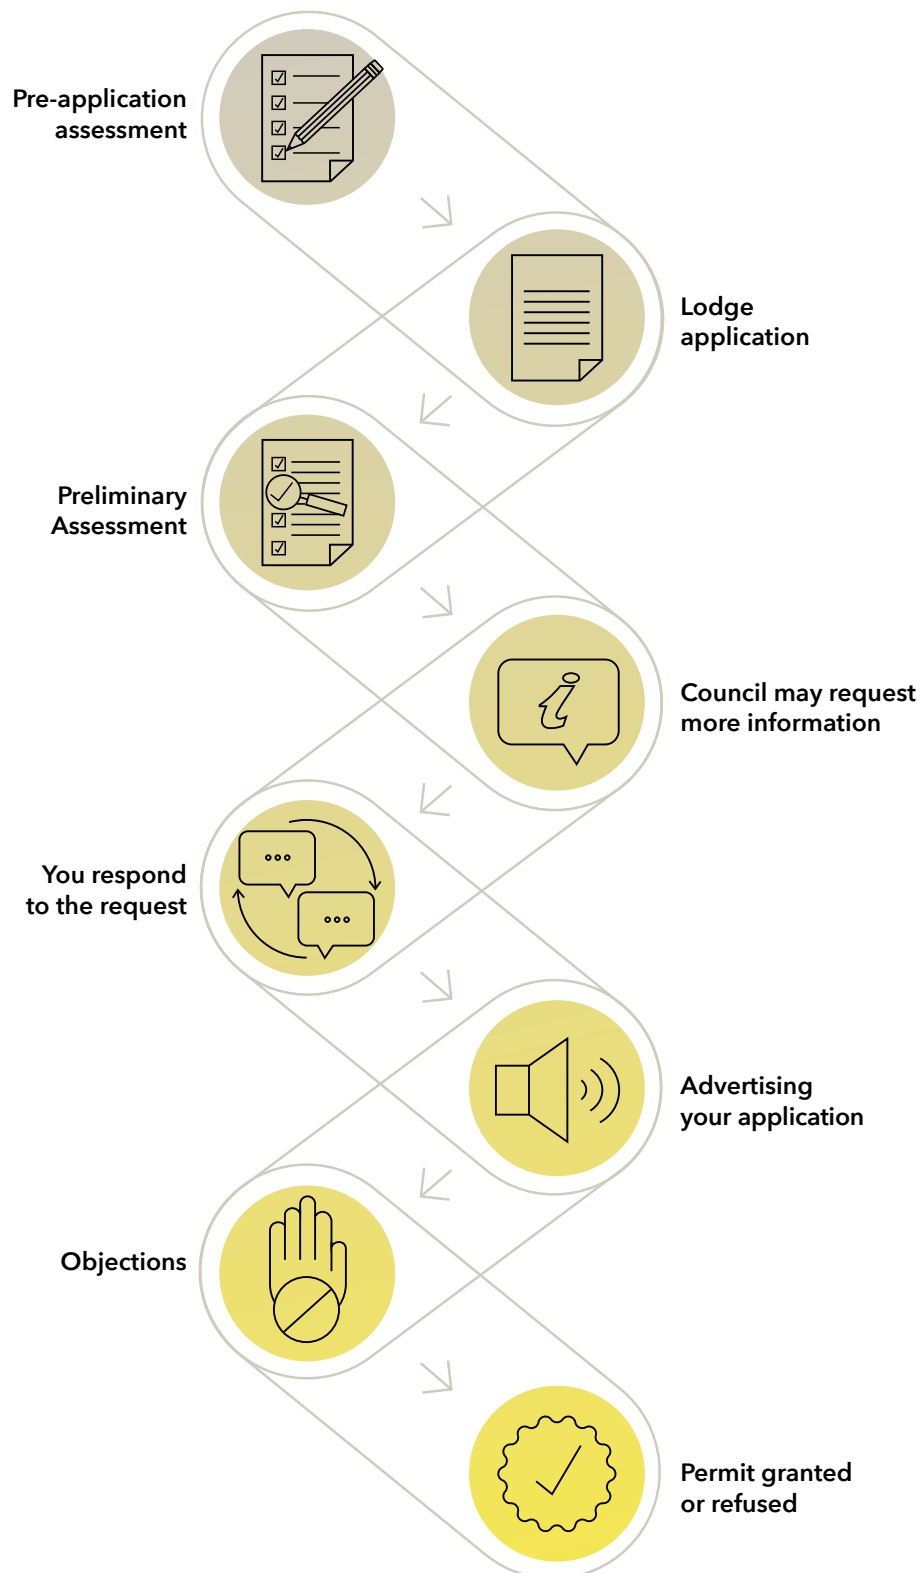 Pre-application
assessment
Lodge
application
Preliminary
Assessment
Council may request
more information
You respond
to the request
Advertising
your application
Objections
Permit granted
or refused